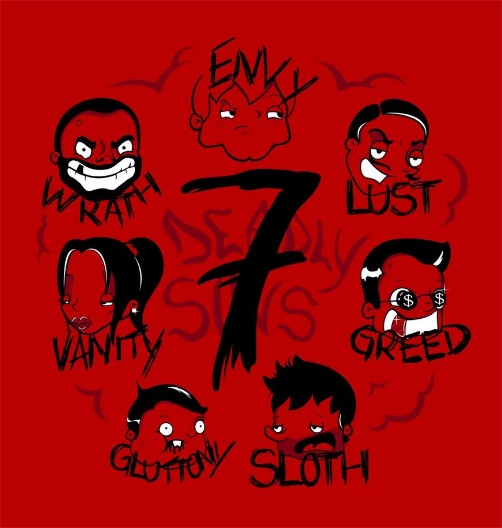 ENVY
WRATH
LUST
7
DEADLY
SINS
VANITY
GREED
$ $
GLUTTONY
SLOTH